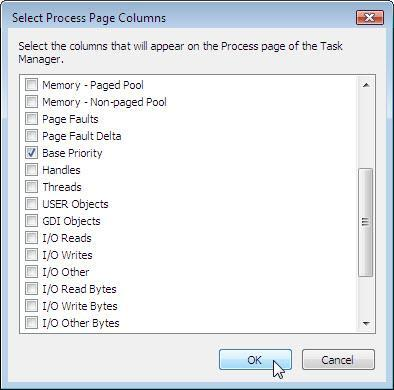 Select Process Page Columns
Select the columns that will appear on the Process page of the Task
Manager.
Memory - Paged Pool
Memory - Non-paged Pool
Page Faults
Page Fault Delta
Base Priority
Handles
Threads
USER Objects
GDI Objects
I/O Reads
I/O Writes
I/O Other
I/O Read Bytes
I/O Write Bytes
I/O Other Bytes
OK
Cancel